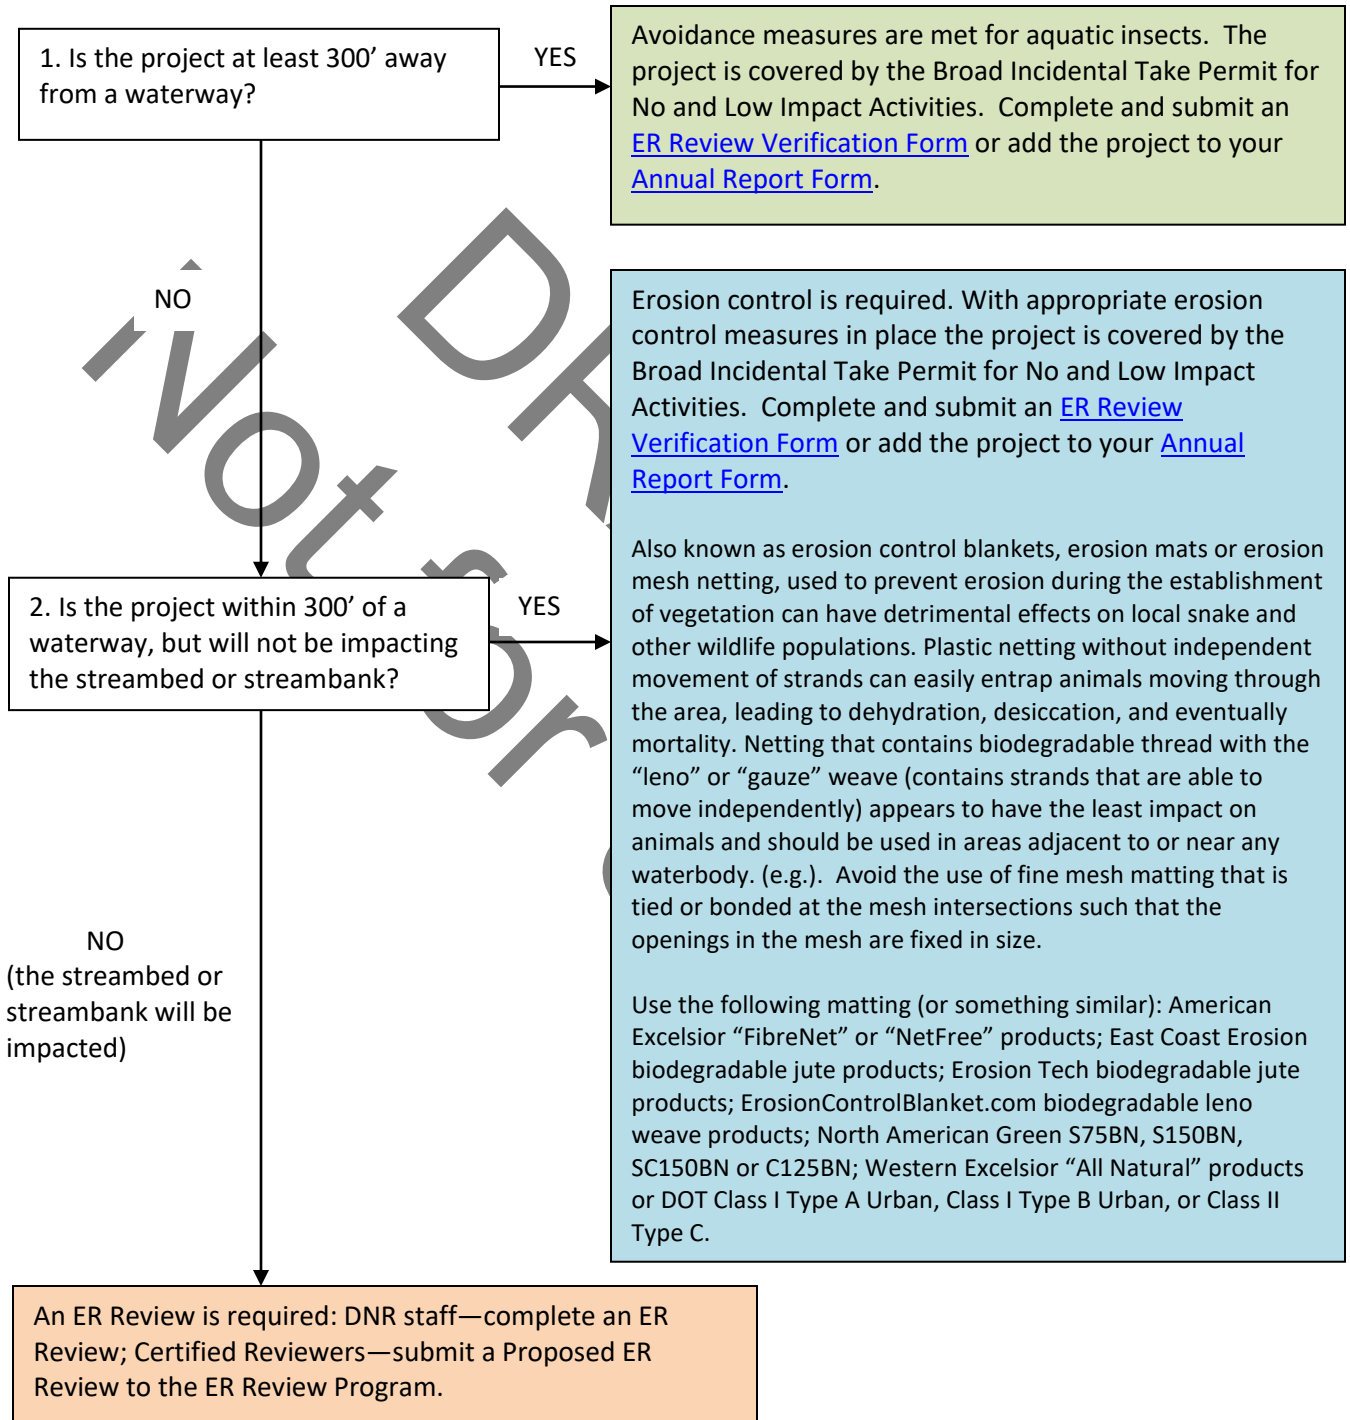 1. Is the project at least 300’ away
from a waterway?
YES
Avoidance measures are met for aquatic insects.  The
project is covered by the Broad Incidental Take Permit for
No and Low Impact Activities.  Complete and submit an
ER Review Verification Form or add the project to your
Annual Report Form.
NO
Erosion control is required. With appropriate erosion
control measures in place the project is covered by the
Broad Incidental Take Permit for No and Low Impact
Activities.  Complete and submit an ER Review
Verification Form or add the project to your Annual
Report Form.
Also known as erosion control blankets, erosion mats or erosion
mesh netting, used to prevent erosion during the establishment
of vegetation can have detrimental effects on local snake and
other wildlife populations. Plastic netting without independent
movement of strands can easily entrap animals moving through
the area, leading to dehydration, desiccation, and eventually
mortality. Netting that contains biodegradable thread with the
“leno” or “gauze” weave (contains strands that are able to
move independently) appears to have the least impact on
animals and should be used in areas adjacent to or near any
waterbody. (e.g.).  Avoid the use of fine mesh matting that is
tied or bonded at the mesh intersections such that the
openings in the mesh are fixed in size.
Use the following matting (or something similar): American
Excelsior “FibreNet” or “NetFree” products; East Coast Erosion
biodegradable jute products; Erosion Tech biodegradable jute
products; ErosionControlBlanket.com biodegradable leno
weave products; North American Green S75BN, S150BN,
SC150BN or C125BN; Western Excelsior “All Natural” products
or DOT Class I Type A Urban, Class I Type B Urban, or Class II
Type C.
2. Is the project within 300’ of a
waterway, but will not be impacting
the streambed or streambank?
YES
NO
(the streambed or
streambank will be
impacted)
An ER Review is required: DNR staff—complete an ER
Review; Certified Reviewers—submit a Proposed ER
Review to the ER Review Program.
Not for